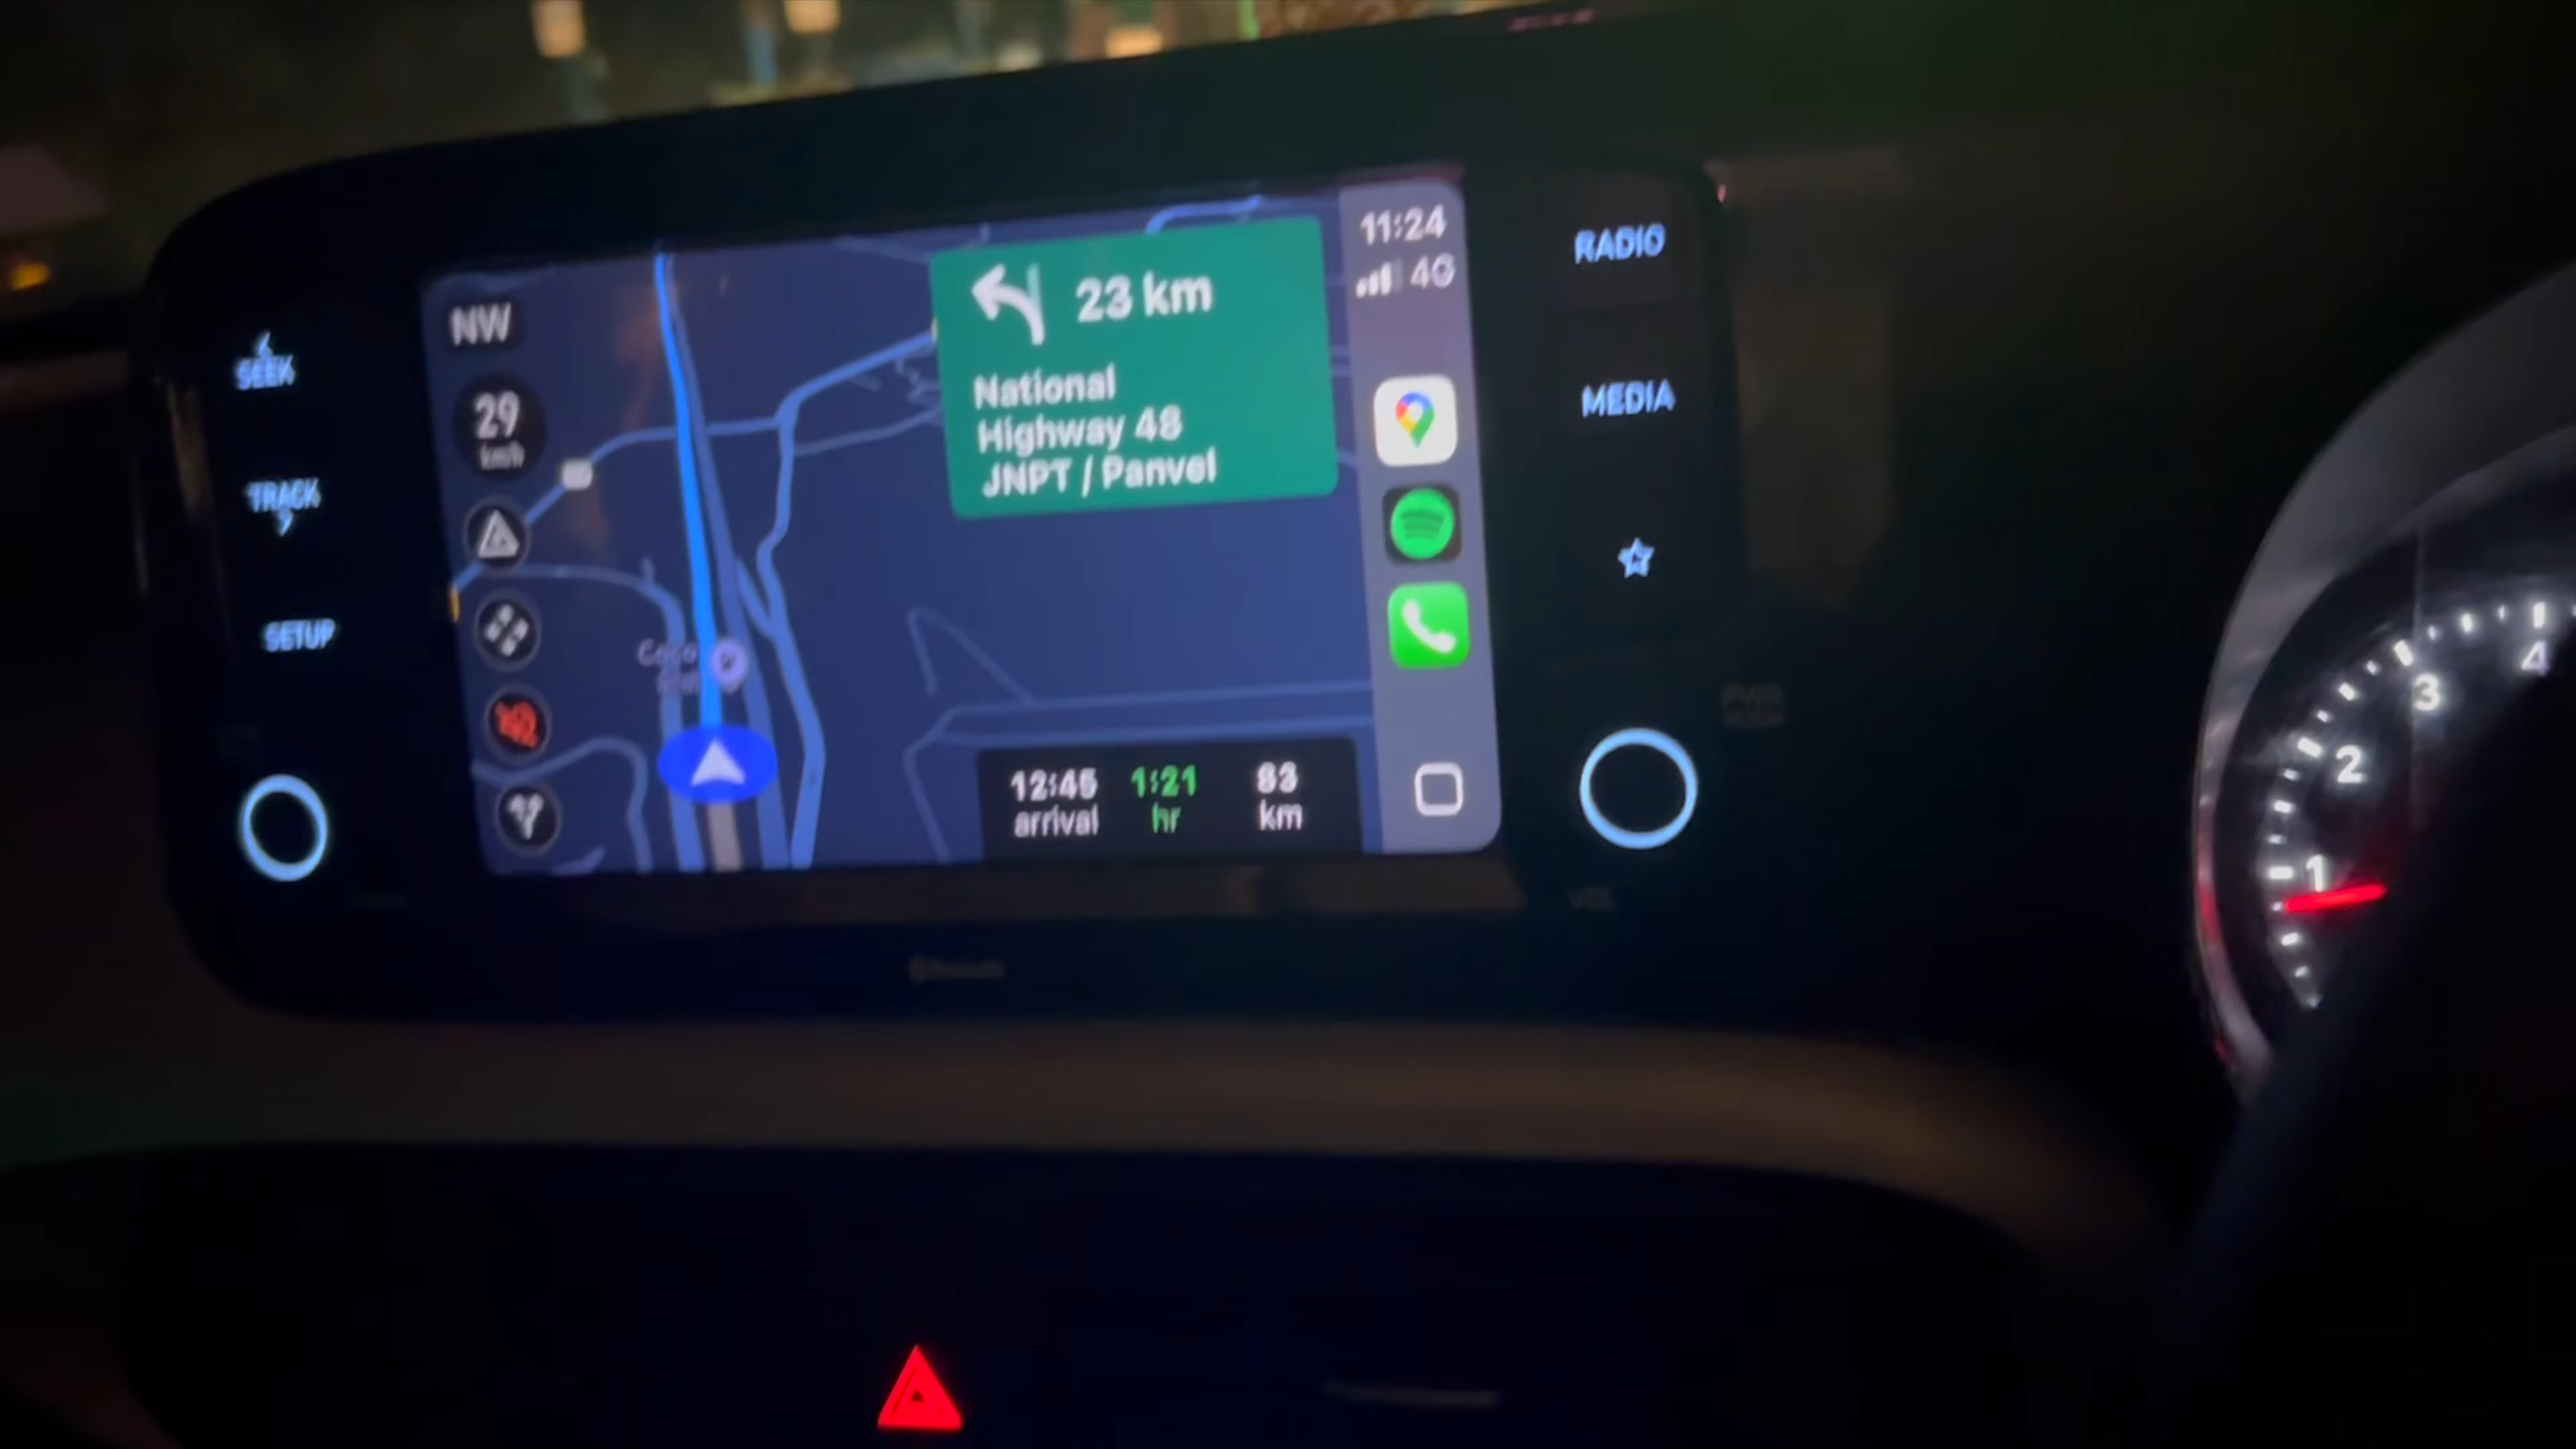 SEEK
TRACK
SETUP
NW
29
km/h
23 km
National
Highway 48
JNPT / Panvel
12:45 1:21 83
arrival hr km
11:24
4G
RADIO
MEDIA
1
2
3
4